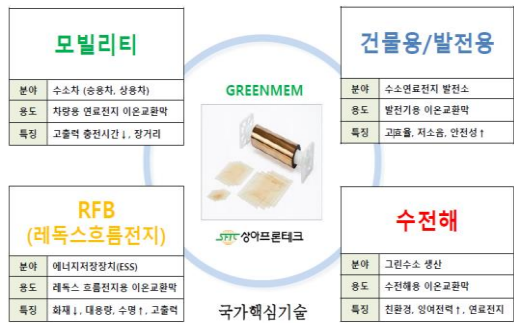 모빌리티
분야 수소차 (승용차, 상용차)
용도 차량용 연료전지 이온교환막
특징 고출력 충전시간↓, 장거리
건물용/발전용
분야 수소연료전지 발전소
용도 발전기용 이온교환막
특징 고효율, 저소음, 안전성↑
GREENMEM
상아프론테크
국가핵심기술
RFB
(레독스흐름전지)
분야 에너지저장장치(ESS)
용도 레독스 흐름전지용 이온교환막
특징 화재↓, 대용량, 수명↑, 고출력
수전해
분야 그린수소 생산
용도 수전해용 이온교환막
특징 친환경, 잉여전력↑, 연료전지